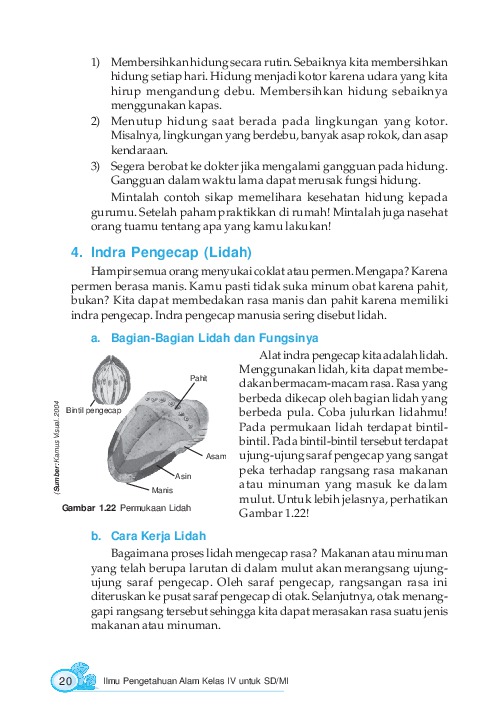 1) Membersihkan hidung secara rutin. Sebaiknya kita membersihkan
hidung setiap hari. Hidung menjadi kotor karena udara yang kita
hirup mengandung debu. Membersihkan hidung sebaiknya
menggunakan kapas.
2) Menutup hidung saat berada pada lingkungan yang kotor.
Misalnya, lingkungan yang berdebu, banyak asap rokok, dan asap
kendaraan.
3) Segera berobat ke dokter jika mengalami gangguan pada hidung.
Gangguan dalam waktu lama dapat merusak fungsi hidung.
Mintalah contoh sikap memelihara kesehatan hidung kepada
gurumu. Setelah paham praktikkan di rumah! Mintalah juga nasehat
orang tuamu tentang apa yang kamu lakukan!
4. Indra Pengecap (Lidah)
Hampir semua orang menyukai coklat atau permen. Mengapa? Karena
permen berasa manis. Kamu pasti tidak suka minum obat karena pahit,
bukan? Kita dapat membedakan rasa manis dan pahit karena memiliki
indra pengecap. Indra pengecap manusia sering disebut lidah.
a. Bagian-Bagian Lidah dan Fungsinya
Alat indra pengecap kita adalah lidah.
Menggunakan lidah, kita dapat membe-
dakan bermacam-macam rasa. Rasa yang
berbeda dikecap oleh bagian lidah yang
berbeda pula. Coba julurkan lidahmu!
Pada permukaan lidah terdapat bintil-
bintil. Pada bintil-bintil tersebut terdapat
ujung-ujung saraf pengecap yang sangat
peka terhadap rangsang rasa makanan
atau minuman yang masuk ke dalam
mulut. Untuk lebih jelasnya, perhatikan
Gambar 1.22!
Pahit
Bintil pengecap
Asam
Asin
Manis
(Sumber: Kamus Visual, 2004
Gambar 1.22 Permukaan Lidah
b. Cara Kerja Lidah
Bagaimana proses lidah mengecap rasa? Makanan atau minuman
yang telah berupa larutan di dalam mulut akan merangsang ujung-
ujung saraf pengecap. Oleh saraf pengecap, rangsangan rasa ini
diteruskan ke pusat saraf pengecap di otak. Selanjutnya, otak menang-
gapi rangsang tersebut sehingga kita dapat merasakan rasa suatu jenis
makanan atau minuman.
20 Ilmu Pengetahuan Alam Kelas IV untuk SD/MI